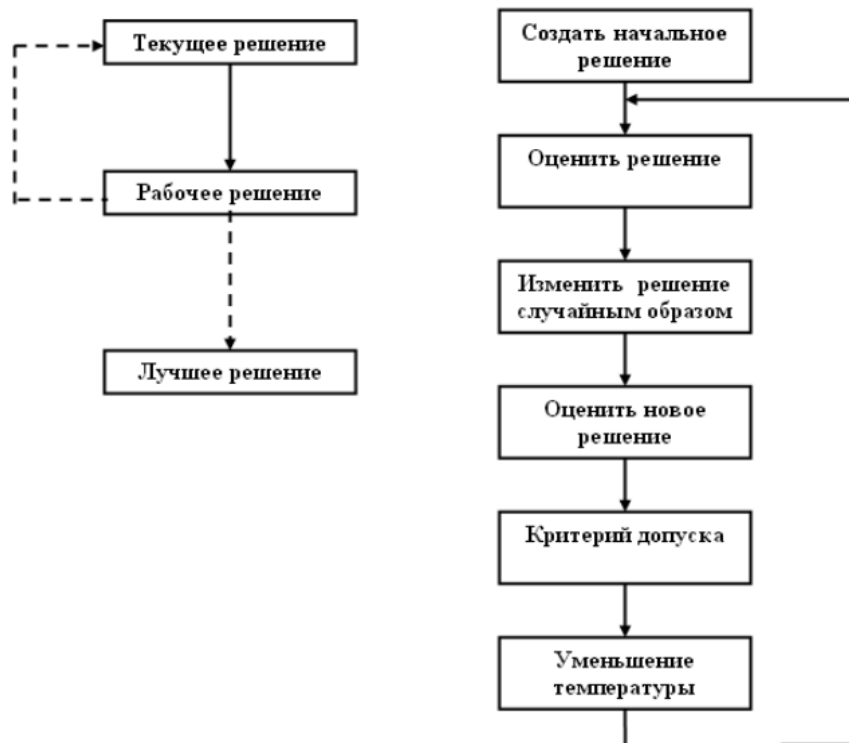 Текущее решение
Рабочее решение
Лучшее решение
Создать начальное
решение
Оценить решение
Изменить решение
случайным образом
Оценить новое
решение
Критерий допуска
Уменьшение
температуры